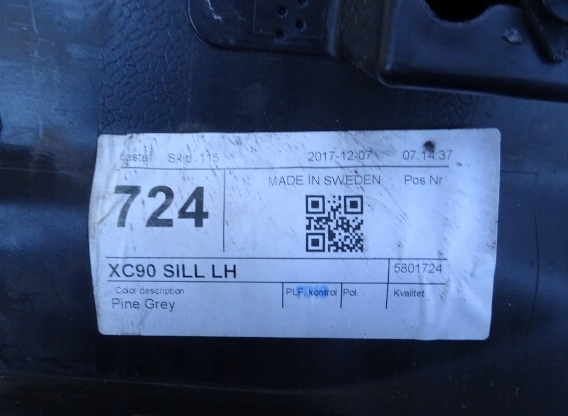 Skid 115 2017-12-07 07.14.37
724 MADE IN SWEDEN Pos Nr
XC90 SILL LH 5801724
Color description PLF. kontrol Pol. Kvalitet
Pine Grey